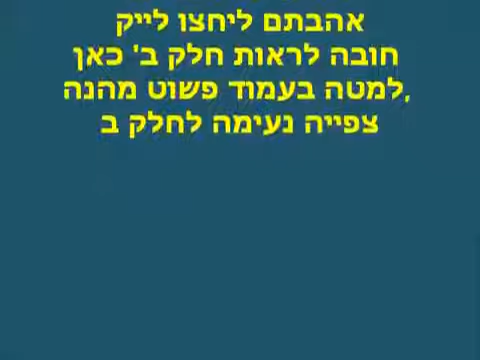 אהבתם ליחצו לייק
חובה לראות חלק ב' כאן
למטה בעמוד פשוט מהנה,
צפייה נעימה לחלק ב